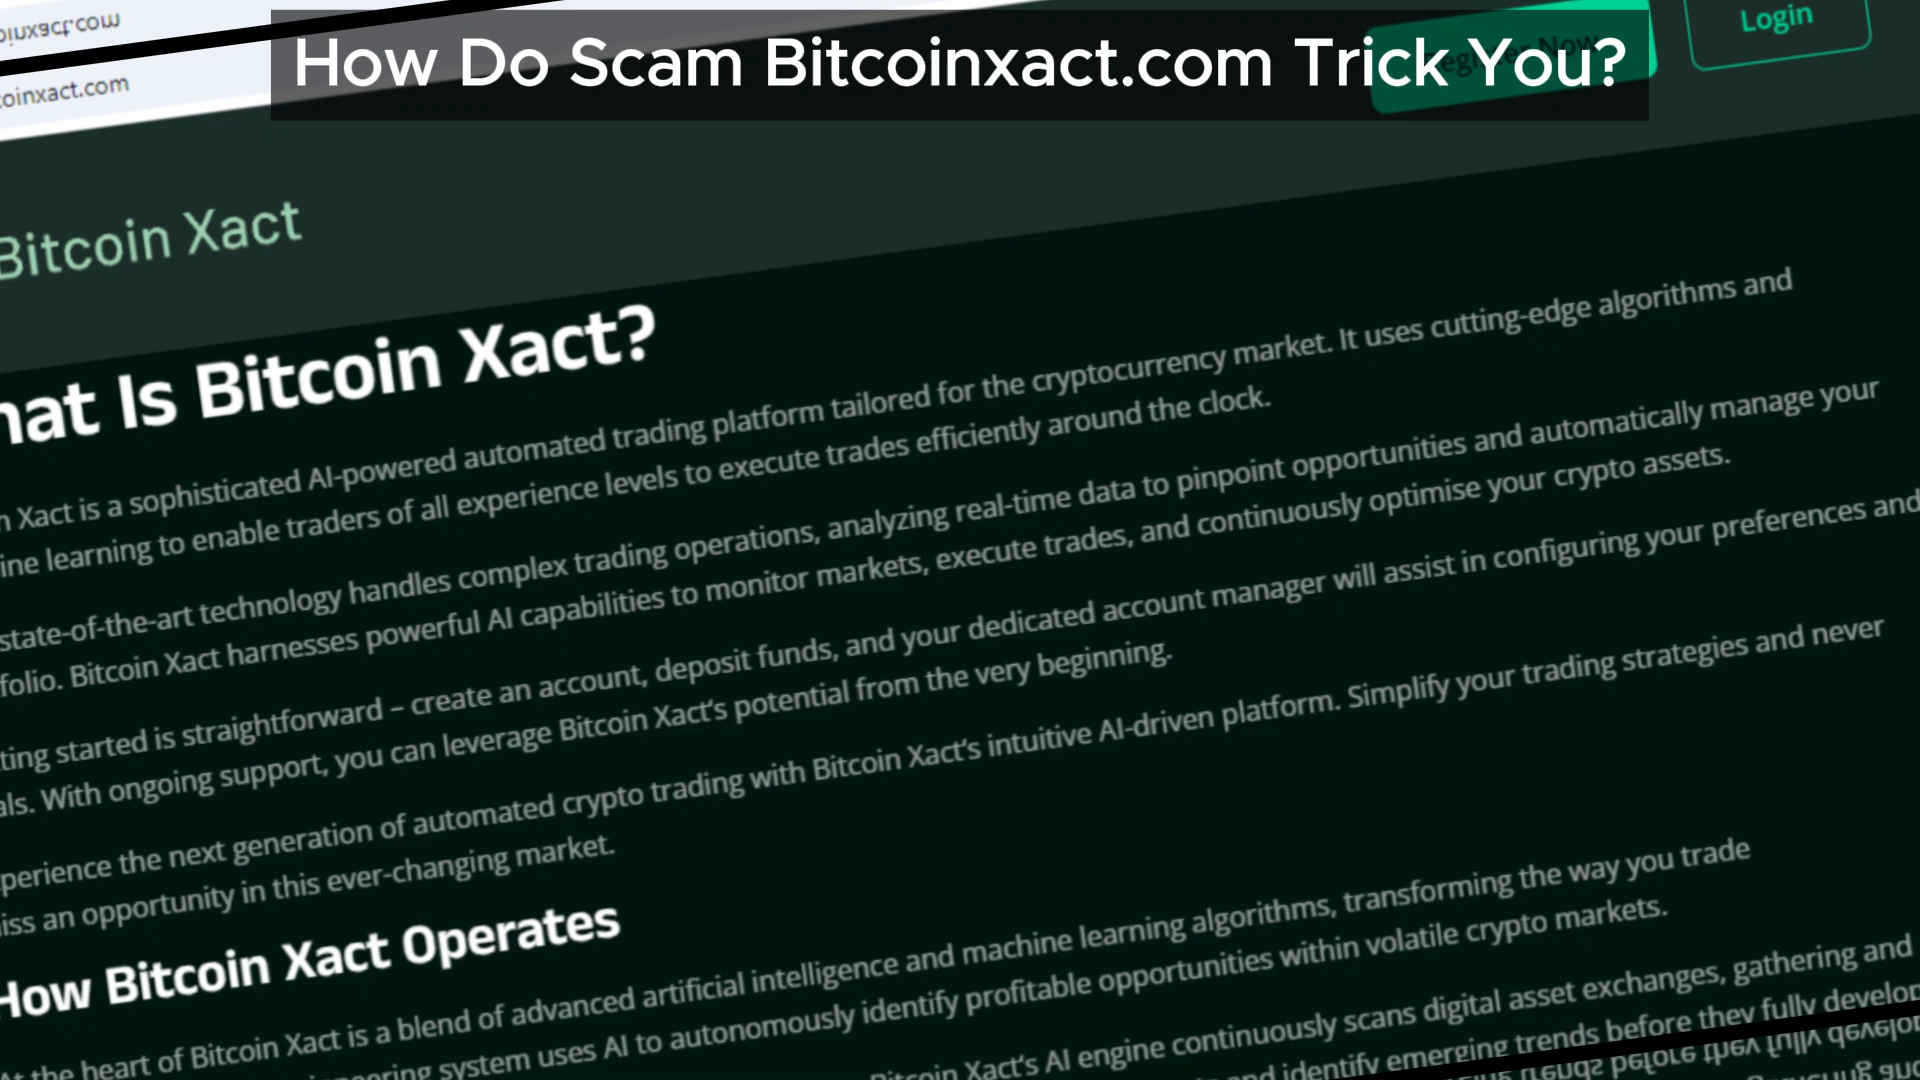 coinxact.com
How Do Scam Bitcoinxact.com Trick You?
Login
Bitcoin Xact
What Is Bitcoin Xact?
n Xact is a sophisticated AI-powered automated trading platform tailored for the cryptocurrency market. It uses cutting-edge algorithms and
ine learning to enable traders of all experience levels to execute trades efficiently around the clock.
state-of-the-art technology handles complex trading operations, analyzing real-time data to pinpoint opportunities and automatically manage your
folio. Bitcoin Xact harnesses powerful AI capabilities to monitor markets, execute trades, and continuously optimise your crypto assets.
ting started is straightforward – create an account, deposit funds, and your dedicated account manager will assist in configuring your preferences and
als. With ongoing support, you can leverage Bitcoin Xact's potential from the very beginning.
perience the next generation of automated crypto trading with Bitcoin Xact's intuitive AI-driven platform. Simplify your trading strategies and never
iss an opportunity in this ever-changing market.
How Bitcoin Xact Operates
At the heart of Bitcoin Xact is a blend of advanced artificial intelligence and machine learning algorithms, transforming the way you trade
neering system uses AI to autonomously identify profitable opportunities within volatile crypto markets.
Bitcoin Xact's AI engine continuously scans digital asset exchanges, gathering and
and identify emerging trends before they fully develop